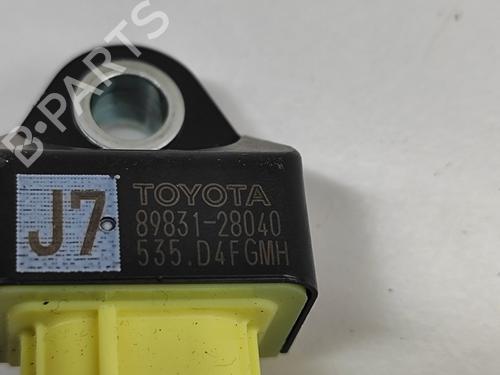 B-PARTS
J7
TOYOTA
89831-28040
535.D4FGMH